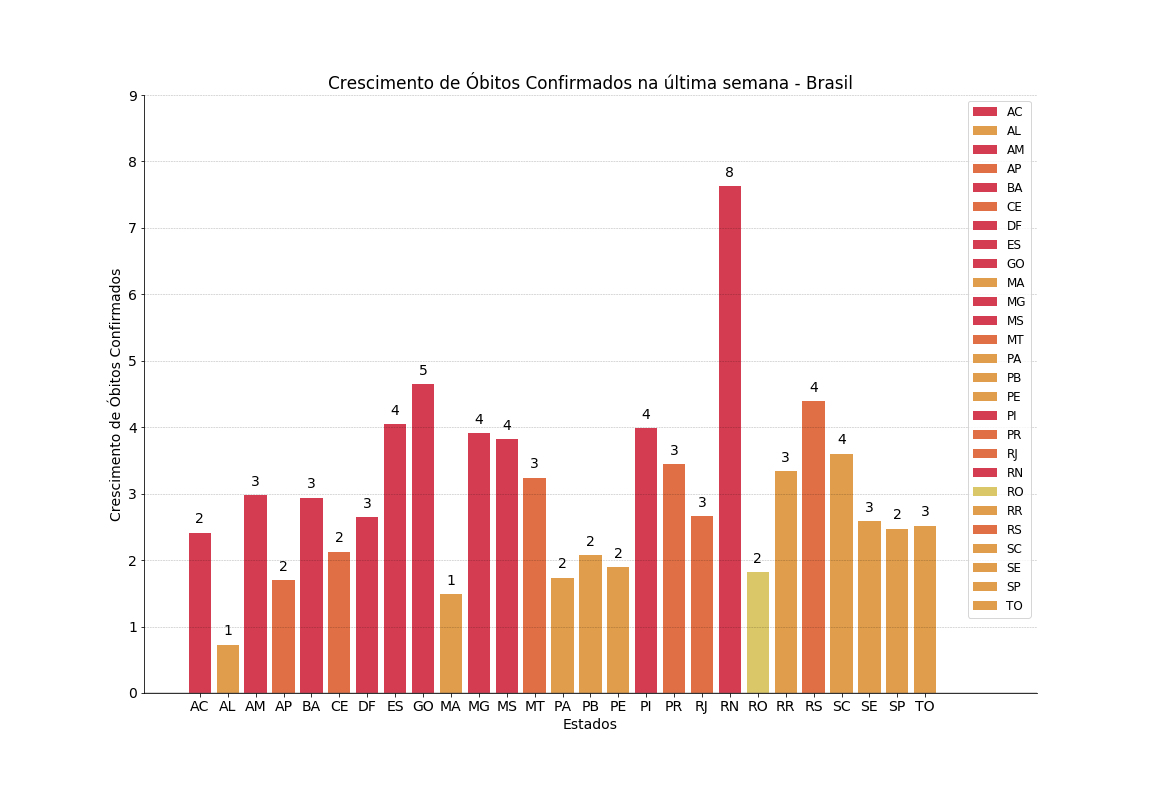 Crescimento de Óbitos Confirmados na última semana - Brasil
Crescimento de Óbitos Confirmados
9
8
7
6
5
4
3
2
1
0
2
1
3
2
3
2
3
4
5
1
4
4
3
2
2
2
4
3
3
8
2
3
4
4
3
2
3
AC AL AM AP BA CE DF ES GO MA MG MS MT PA PB PE PI PR RJ RN RO RR RS SC SE SP TO
Estados
AC
AL
AM
AP
BA
CE
DF
ES
GO
MA
MG
MS
MT
PA
PB
PE
PI
PR
RJ
RN
RO
RR
RS
SC
SE
SP
TO